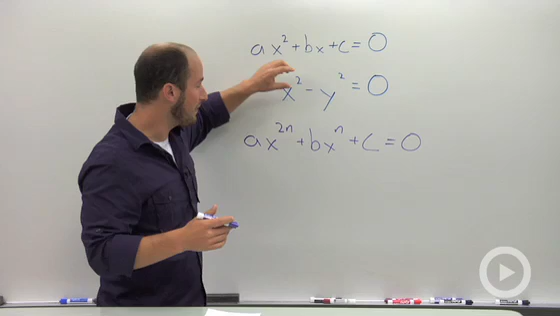 ax² + bx + c = 0
x² - y² = 0
ax²ⁿ + bxⁿ + c = 0